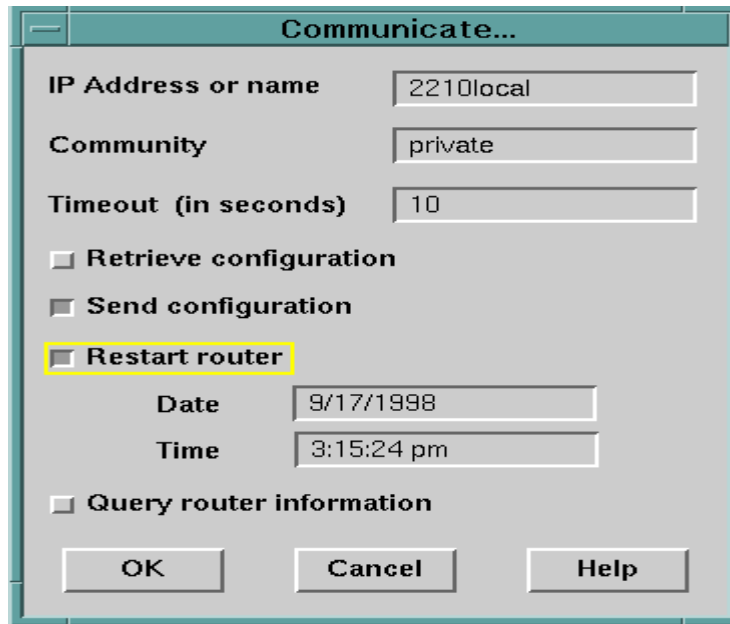 Communicate...
IP Address or name 2210local
Community private
Timeout (in seconds) 10
Retrieve configuration
Send configuration
Restart router
Date 9/17/1998
Time 3:15:24 pm
Query router information
OK Cancel Help